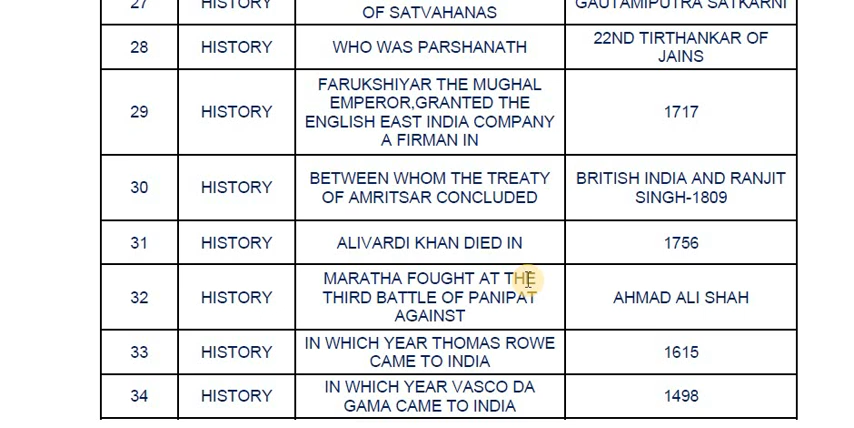 27 HISTORY OF SATVAHANAS GAUTAMIPUTRA SATKARNI
28 HISTORY WHO WAS PARSHANATH 22ND TIRTHANKAR OF
JAINS
29 HISTORY FARUKSHIYAR THE MUGHAL
EMPEROR,GRANTED THE
ENGLISH EAST INDIA COMPANY
A FIRMAN IN
1717
30 HISTORY BETWEEN WHOM THE TREATY
OF AMRITSAR CONCLUDED
BRITISH INDIA AND RANJIT
SINGH-1809
31 HISTORY ALIVARDI KHAN DIED IN 1756
32 HISTORY MARATHA FOUGHT AT THE
THIRD BATTLE OF PANIPAT
AGAINST
AHMAD ALI SHAH
33 HISTORY IN WHICH YEAR THOMAS ROWE
CAME TO INDIA
1615
34 HISTORY IN WHICH YEAR VASCO DA
GAMA CAME TO INDIA
1498